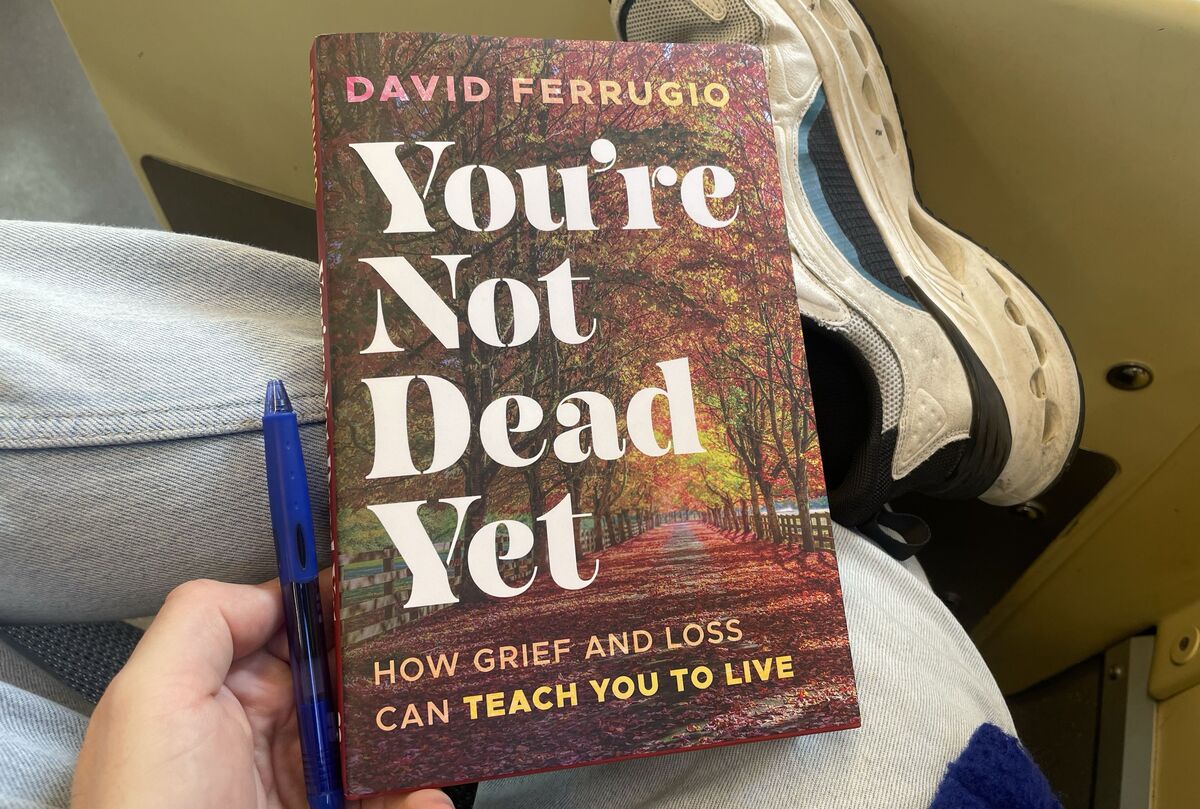 DAVID FERRUGIO
You're
Not
Dead
Yet
HOW GRIEF AND LOSS
CAN TEACH YOU TO LIVE